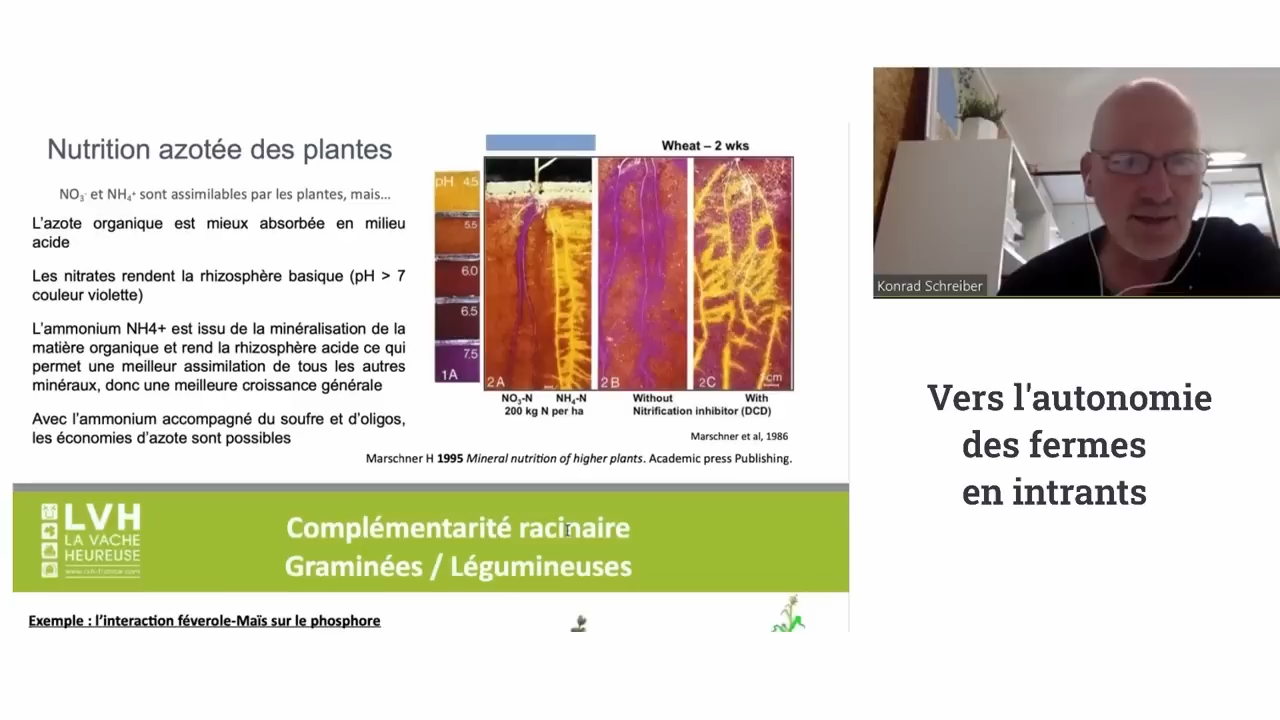 Nutrition azotée des plantes
NO₃⁻ et NH₄⁺ sont assimilables par les plantes, mais...
L'azote organique est mieux absorbée en milieu
acide
Les nitrates rendent la rhizosphère basique (pH > 7
couleur violette)
L'ammonium NH4+ est issu de la minéralisation de la
matière organique et rend la rhizosphère acide ce qui
permet une meilleur assimilation de tous les autres
minéraux, donc une meilleure croissance générale
Avec l'ammonium accompagné du soufre et d'oligos,
les économies d'azote sont possibles
Wheat – 2 wks
pH 4.5
5.5
6.0
6.5
7.5
1A
2A
2B
2C
1cm
NO₃-N NH₄-N
200 kg N per ha
Without With
Nitrification inhibitor (DCD)
Marschner et al, 1986
Marschner H 1995 Mineral nutrition of higher plants. Academic press Publishing.
LVH
LA VACHE
HEUREUSE
Complémentarité racinaire
Graminées / Légumineuses
Exemple : l'interaction féverole-Maïs sur le phosphore
Konrad Schreiber
Vers l'autonomie
des fermes
en intrants